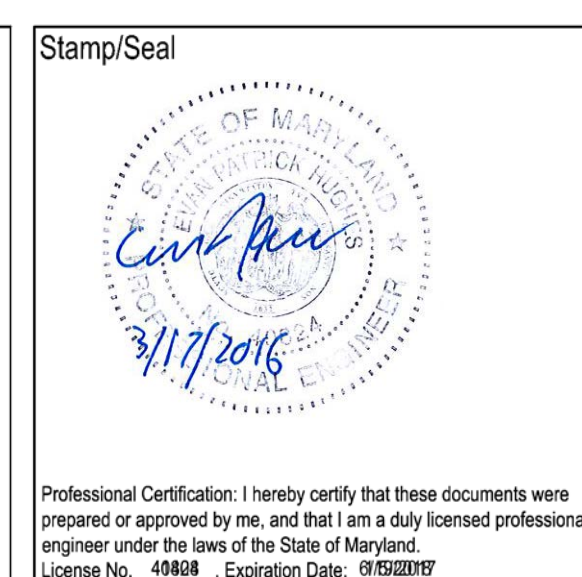 Stamp/Seal
STATE OF MARYLAND
EVAN PATRICK HUGHES
3/17/2016
PROFESSIONAL ENGINEER
Professional Certification: I hereby certify that these documents were
prepared or approved by me, and that I am a duly licensed professiona
engineer under the laws of the State of Maryland.
License No. , Expiration Date: